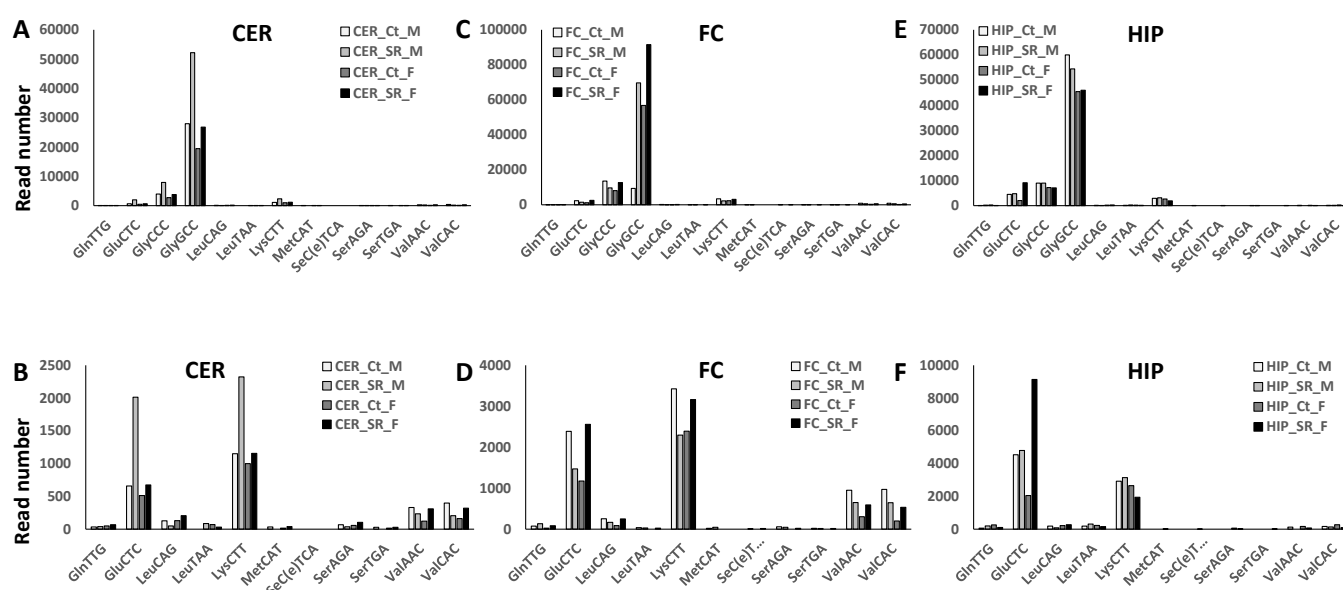 A
CER
Read number
60000
50000
40000
30000
20000
10000
0
CER_Ct_M
CER_SR_M
CER_Ct_F
CER_SR_F
GlnTTG
GluCTC
GlyCCC
GlyGCC
LeuCAG
LeuTAA
LysCTT
MetCAT
SeC(e)TCA
SerAGA
SerTGA
ValAAC
ValCAC
C
FC
100000
80000
60000
40000
20000
0
FC_Ct_M
FC_SR_M
FC_Ct_F
FC_SR_F
GlnTTG
GluCTC
GlyCCC
GlyGCC
LeuCAG
LeuTAA
LysCTT
MetCAT
SeC(e)TCA
SerAGA
SerTGA
ValAAC
ValCAC
E
HIP
70000
60000
50000
40000
30000
20000
10000
0
HIP_Ct_M
HIP_SR_M
HIP_Ct_F
HIP_SR_F
GlnTTG
GluCTC
GlyCCC
GlyGCC
LeuCAG
LeuTAA
LysCTT
MetCAT
SeC(e)TCA
SerAGA
SerTGA
ValAAC
ValCAC
B
CER
Read number
2500
2000
1500
1000
500
0
CER_Ct_M
CER_SR_M
CER_Ct_F
CER_SR_F
GlnTTG
GluCTC
LeuCAG
LeuTAA
LysCTT
MetCAT
SeC(e)TCA
SerAGA
SerTGA
ValAAC
ValCAC
D
FC
4000
3000
2000
1000
0
FC_Ct_M
FC_SR_M
FC_Ct_F
FC_SR_F
GlnTTG
GluCTC
LeuCAG
LeuTAA
LysCTT
MetCAT
SeC(e)T...
SerAGA
SerTGA
ValAAC
ValCAC
F
HIP
10000
8000
6000
4000
2000
0
HIP_Ct_M
HIP_SR_M
HIP_Ct_F
HIP_SR_F
GlnTTG
GluCTC
LeuCAG
LeuTAA
LysCTT
MetCAT
SeC(e)T...
SerAGA
SerTGA
ValAAC
ValCAC